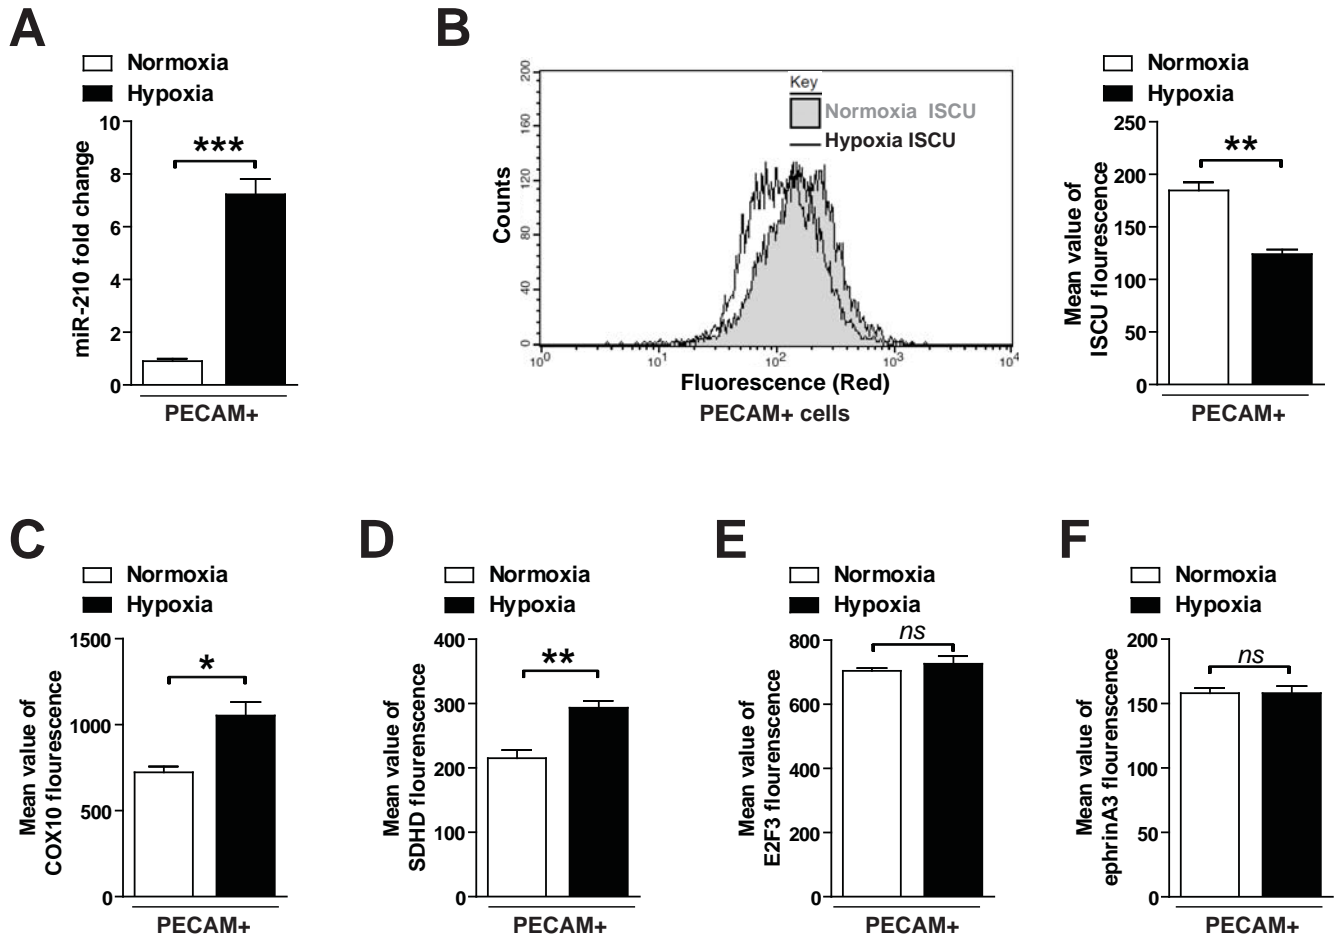 A
Normoxia
Hypoxia
miR-210 fold change
10
8
6
4
2
0
***
PECAM+
B
Counts
200
160
120
80
40
0
Key
Normoxia ISCU
Hypoxia ISCU
10^0
10^1
10^2
10^3
10^4
Fluorescence (Red)
PECAM+ cells
Normoxia
Hypoxia
Mean value of
ISCU flourescence
250
200
150
100
50
0
**
PECAM+
C
Normoxia
Hypoxia
Mean value of
COX10 flourescence
1500
1000
500
0
*
PECAM+
D
Normoxia
Hypoxia
Mean value of
SDHD flourenscence
400
300
200
100
0
**
PECAM+
E
Normoxia
Hypoxia
Mean value of
E2F3 flourenscence
800
600
400
200
0
ns
PECAM+
F
Normoxia
Hypoxia
Mean value of
ephrinA3 flourenscence
200
150
100
50
0
ns
PECAM+